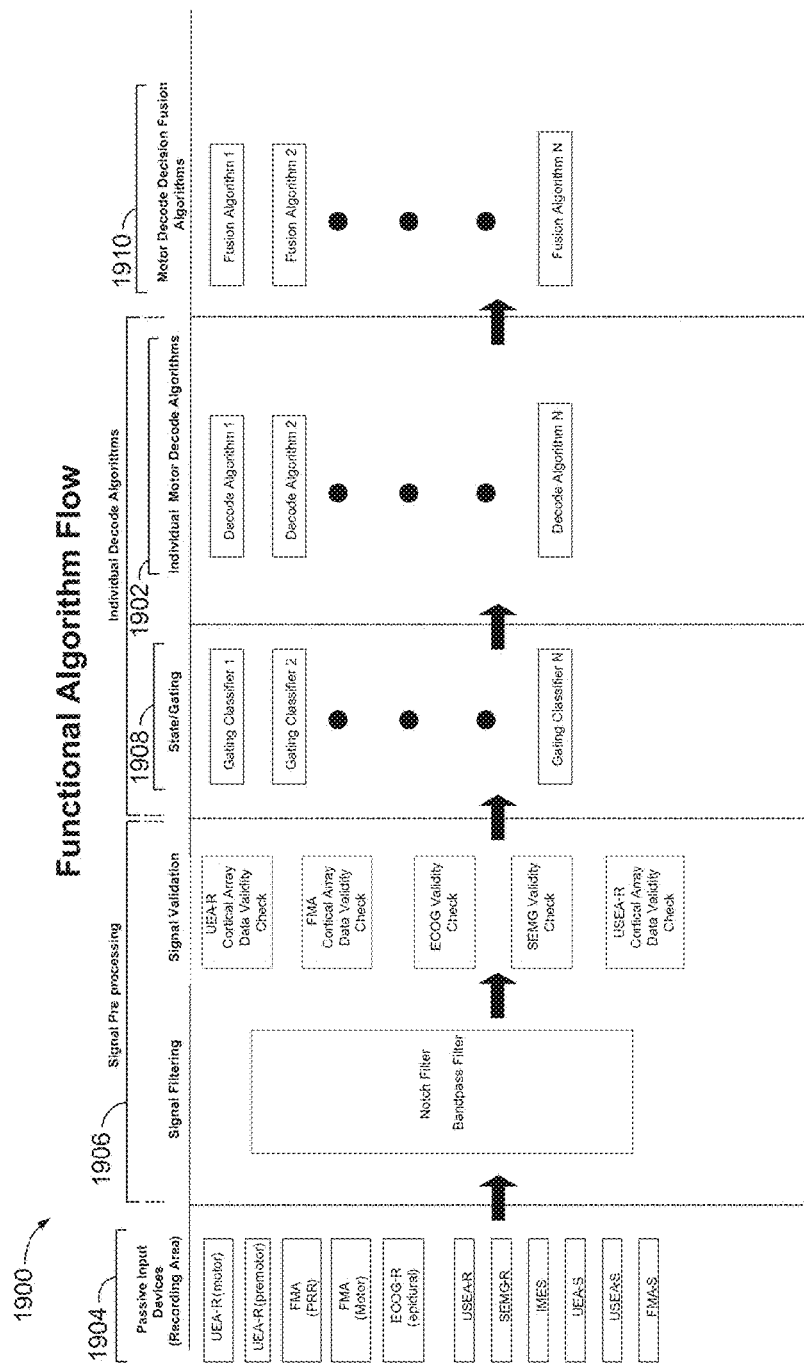 Functional Algorithm Flow
1900
1904
Passive Input
Devices
(Recording Area)
UEA-R (motor)
UEA-R (premotor)
FMA
(PRR)
FMA
(Motor)
ECOG-R
(epidural)
USEA-R
SEMG-R
IMES
UEA-S
USEA-S
FMA-S
1906
Signal Pre processing
Signal Filtering
Notch Filter
Bandpass Filter
Signal Validation
UEA-R
Cortical Array
Data Validity
Check
FMA
Cortical Array
Data Validity
Check
ECOG Validity
Check
SEMG Validity
Check
USEA-R
Cortical Array
Data Validity
Check
Individual Decode Algorithms
1908
State/Gating
Gating Classifier 1
Gating Classifier 2
Gating Classifier N
1902
Individual Motor Decode Algorithms
Decode Algorithm 1
Decode Algorithm 2
Decode Algorithm N
1910
Motor Decode Decision Fusion
Algorithms
Fusion Algorithm 1
Fusion Algorithm 2
Fusion Algorithm N